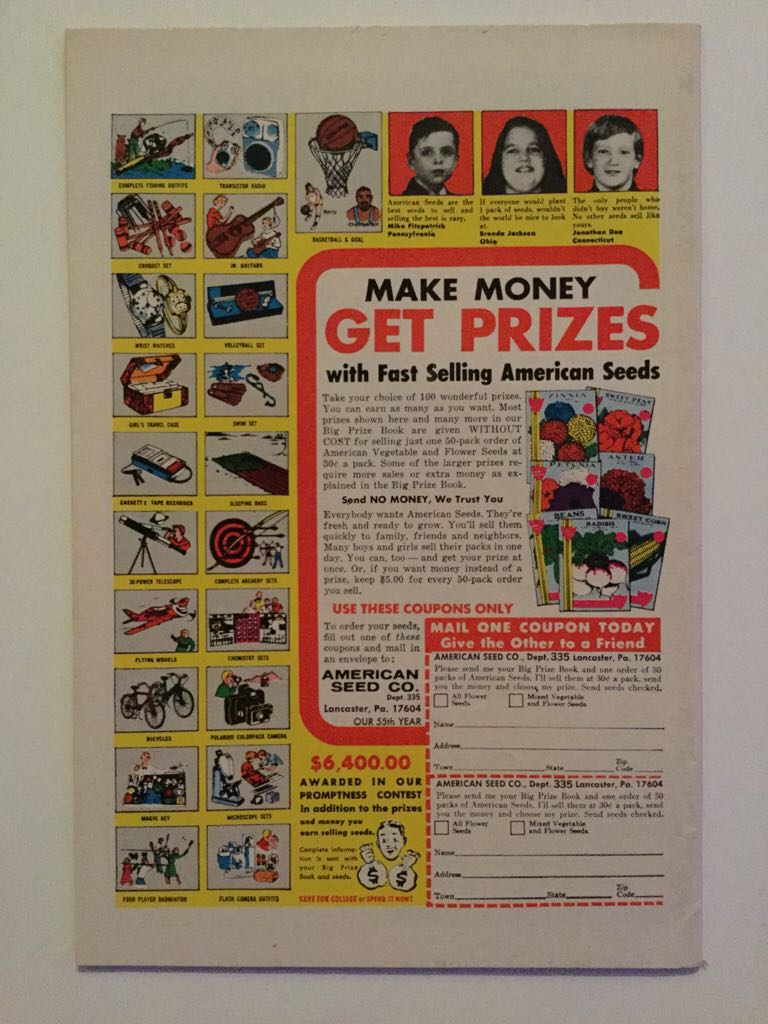 COMPLETE FISHING OUTFITS
TRANSISTOR RADIO
CROQUET SET
JR. GUITARS
WRIST WATCHES
VOLLEYBALL SET
GIRL'S TRAVEL CASE
SWIM SET
CASSETTE TAPE RECORDER
SLEEPING BAGS
30-POWER TELESCOPE
COMPLETE ARCHERY SETS
FLYING MODELS
CHEMISTRY SETS
BICYCLES
POLAROID COLORPACK CAMERA
MAGIC SET
MICROSCOPE SETS
FOUR PLAYER BADMINTON
FLASH CAMERA OUTFITS
BASKETBALL & GOAL
American Seeds are the
best seeds to sell and
selling the best is easy.
Mike Fitzpatrick
Pennsylvania
If everyone would plant
1 pack of seeds, wouldn't
the world be nice to look
at.
Brenda Jackson
Ohio
The only people who
didn't buy weren't home.
No other seeds sell like
yours.
Jonathan Doe
Connecticut
MAKE MONEY
GET PRIZES
with Fast Selling American Seeds
Take your choice of 100 wonderful prizes.
You can earn as many as you want. Most
prizes shown here and many more in our
Big Prize Book are given WITHOUT
COST for selling just one 50-pack order of
American Vegetable and Flower Seeds at
30¢ a pack. Some of the larger prizes re-
quire more sales or extra money as ex-
plained in the Big Prize Book.
Send NO MONEY, We Trust You
Everybody wants American Seeds. They're
fresh and ready to grow. You'll sell them
quickly to family, friends and neighbors.
Many boys and girls sell their packs in one
day. You can, too — and get your prize at
once. Or, if you want money instead of a
prize, keep $5.00 for every 50-pack order
you sell.
ZINNIA
SWEET PEAS
PETUNIA
ASTER
BEANS
RADISH
SWEET CORN
USE THESE COUPONS ONLY
To order your seeds,
fill out one of these
coupons and mail in
an envelope to:
AMERICAN
SEED CO.
Dept. 335
Lancaster, Pa. 17604
OUR 55th YEAR
MAIL ONE COUPON TODAY
Give the Other to a Friend
AMERICAN SEED CO., Dept. 335 Lancaster, Pa. 17604
Please send me your Big Prize Book and one order of 50
packs of American Seeds. I'll sell them at 30¢ a pack, send
you the money and choose my prize. Send seeds checked.
All Flower Seeds
Mixed Vegetable and Flower Seeds
Name
Address
Town State Zip Code
AMERICAN SEED CO., Dept. 335 Lancaster, Pa. 17604
Please send me your Big Prize Book and one order of 50
packs of American Seeds. I'll sell them at 30¢ a pack, send
you the money and choose my prize. Send seeds checked.
All Flower Seeds
Mixed Vegetable and Flower Seeds
Name
Address
Town State Zip Code
$6,400.00
AWARDED IN OUR
PROMPTNESS CONTEST
In addition to the prizes
and money you
earn selling seeds.
Complete informa-
tion is sent with
your Big Prize
Book and seeds.
$ $
SAVE FOR COLLEGE or SPEND IT NOW!